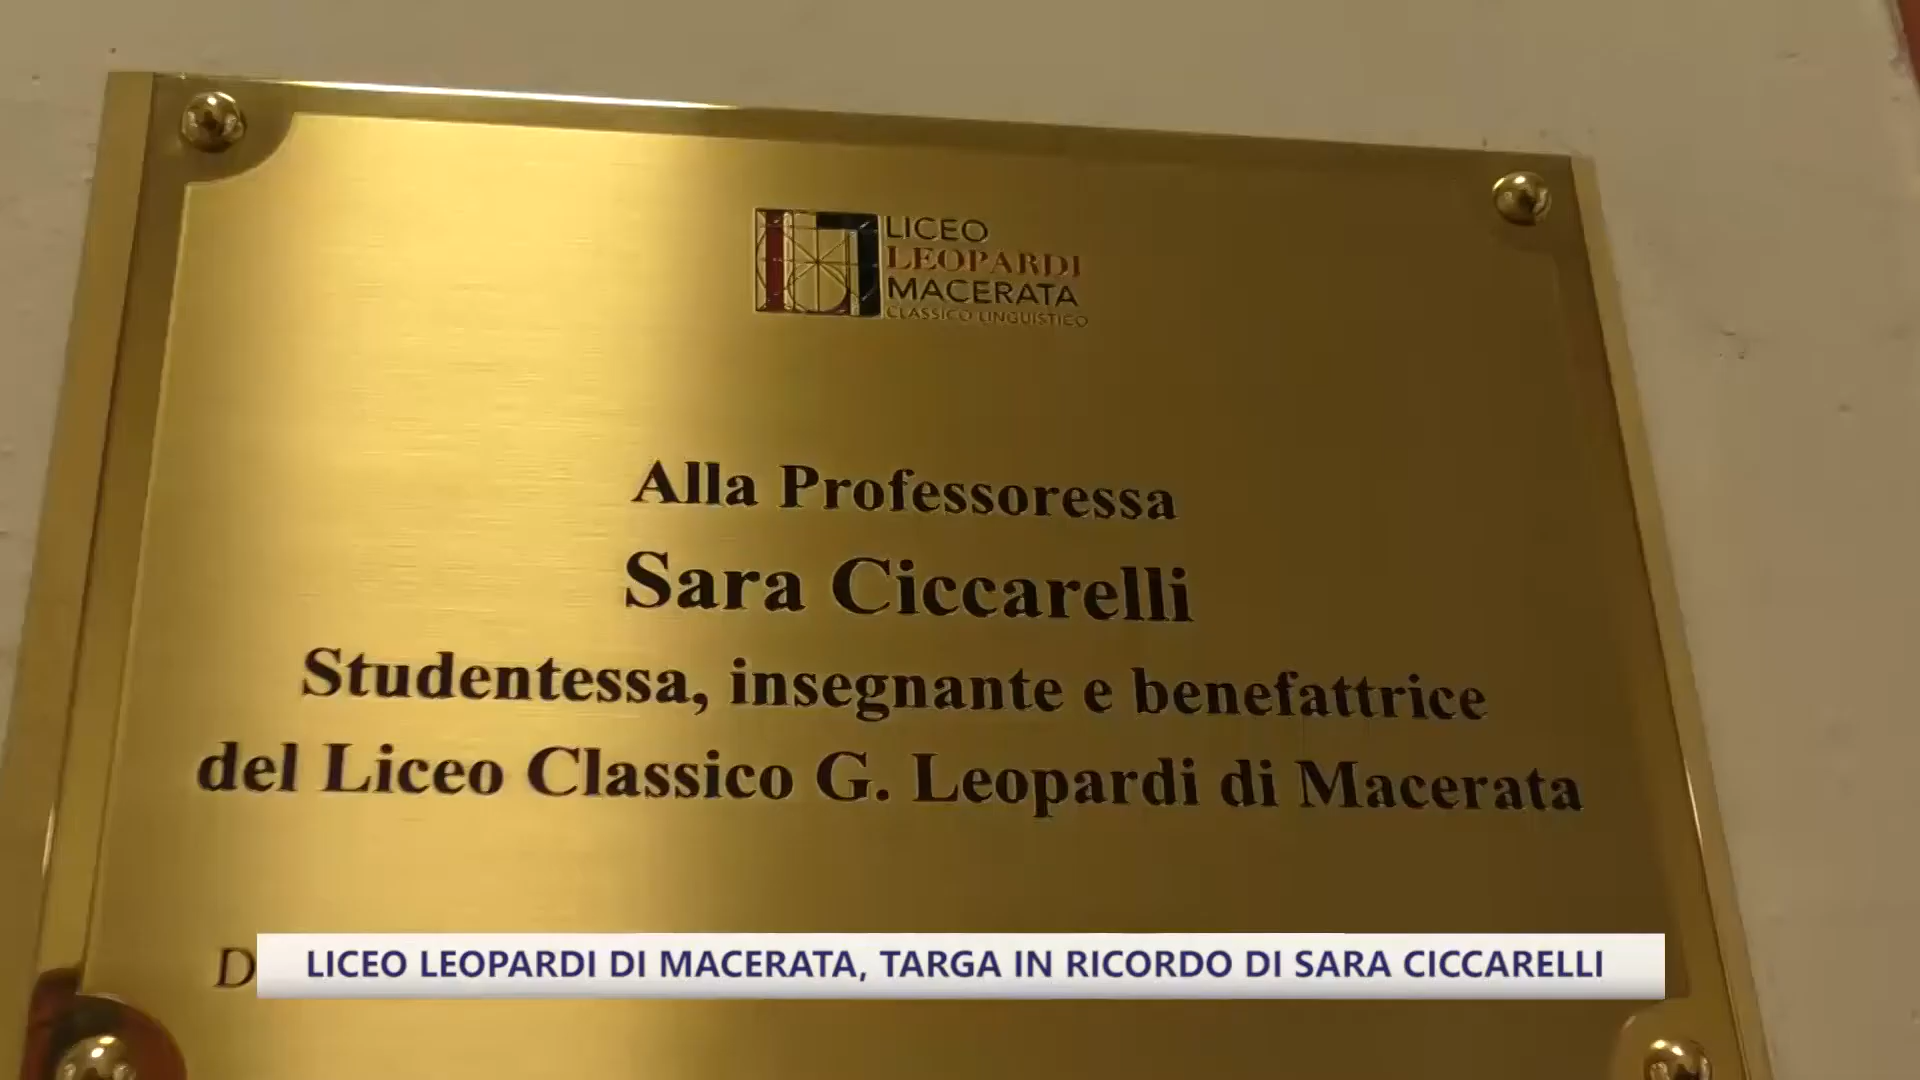 LICEO
LEOPARDI
MACERATA
CLASSICO LINGUISTICO
Alla Professoressa
Sara Ciccarelli
Studentessa, insegnante e benefattrice
del Liceo Classico G. Leopardi di Macerata
D
LICEO LEOPARDI DI MACERATA, TARGA IN RICORDO DI SARA CICCARELLI